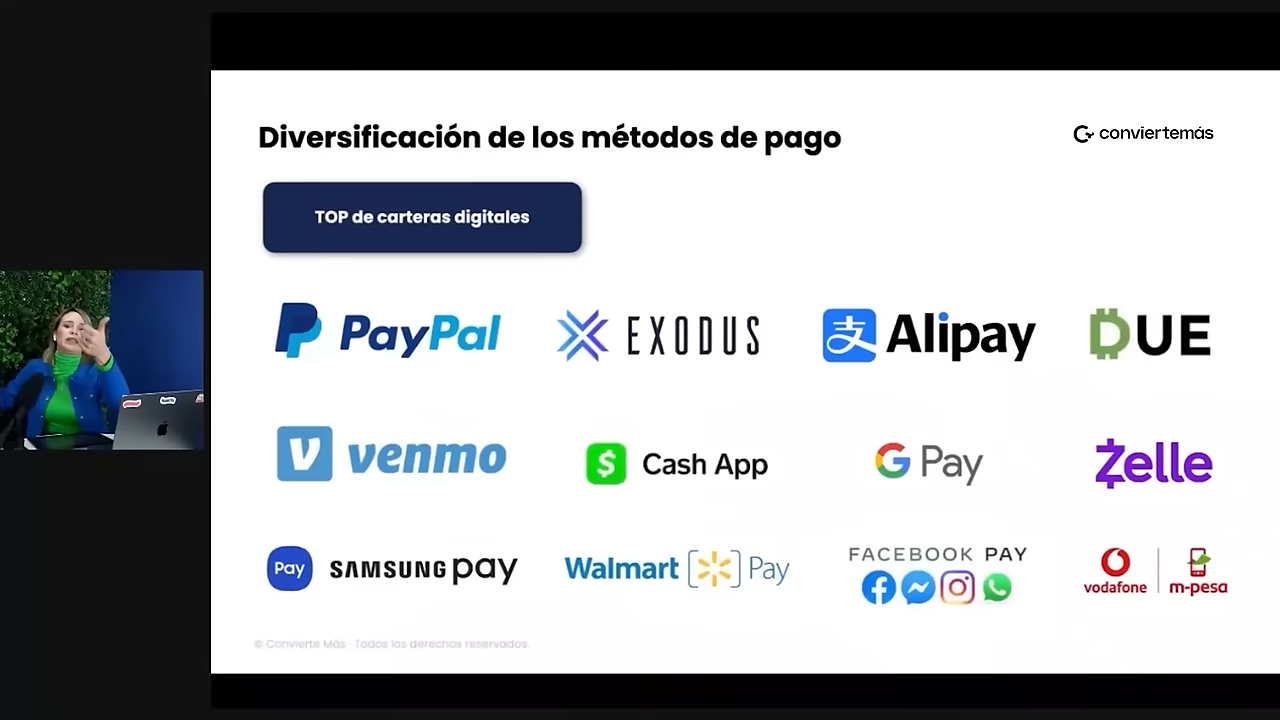 Diversificación de los métodos de pago
conviertemás
TOP de carteras digitales
PayPal
EXODUS
支 Alipay
DUE
V venmo
$ Cash App
G Pay
Zelle
Pay SAMSUNG pay
Walmart Pay
FACEBOOK PAY
vodafone
m-pesa
© Convierte Más · Todos los derechos reservados.